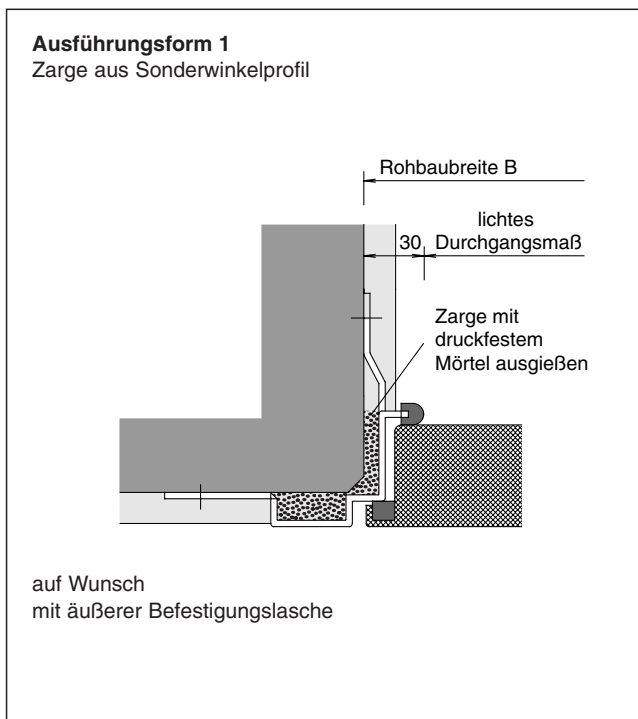 Ausführungsform 1
Zarge aus Sonderwinkelprofil
Rohbaubreite B
lichtes
30 Durchgangsmaß
Zarge mit
druckfestem
Mörtel ausgießen
auf Wunsch
mit äußerer Befestigungslasche